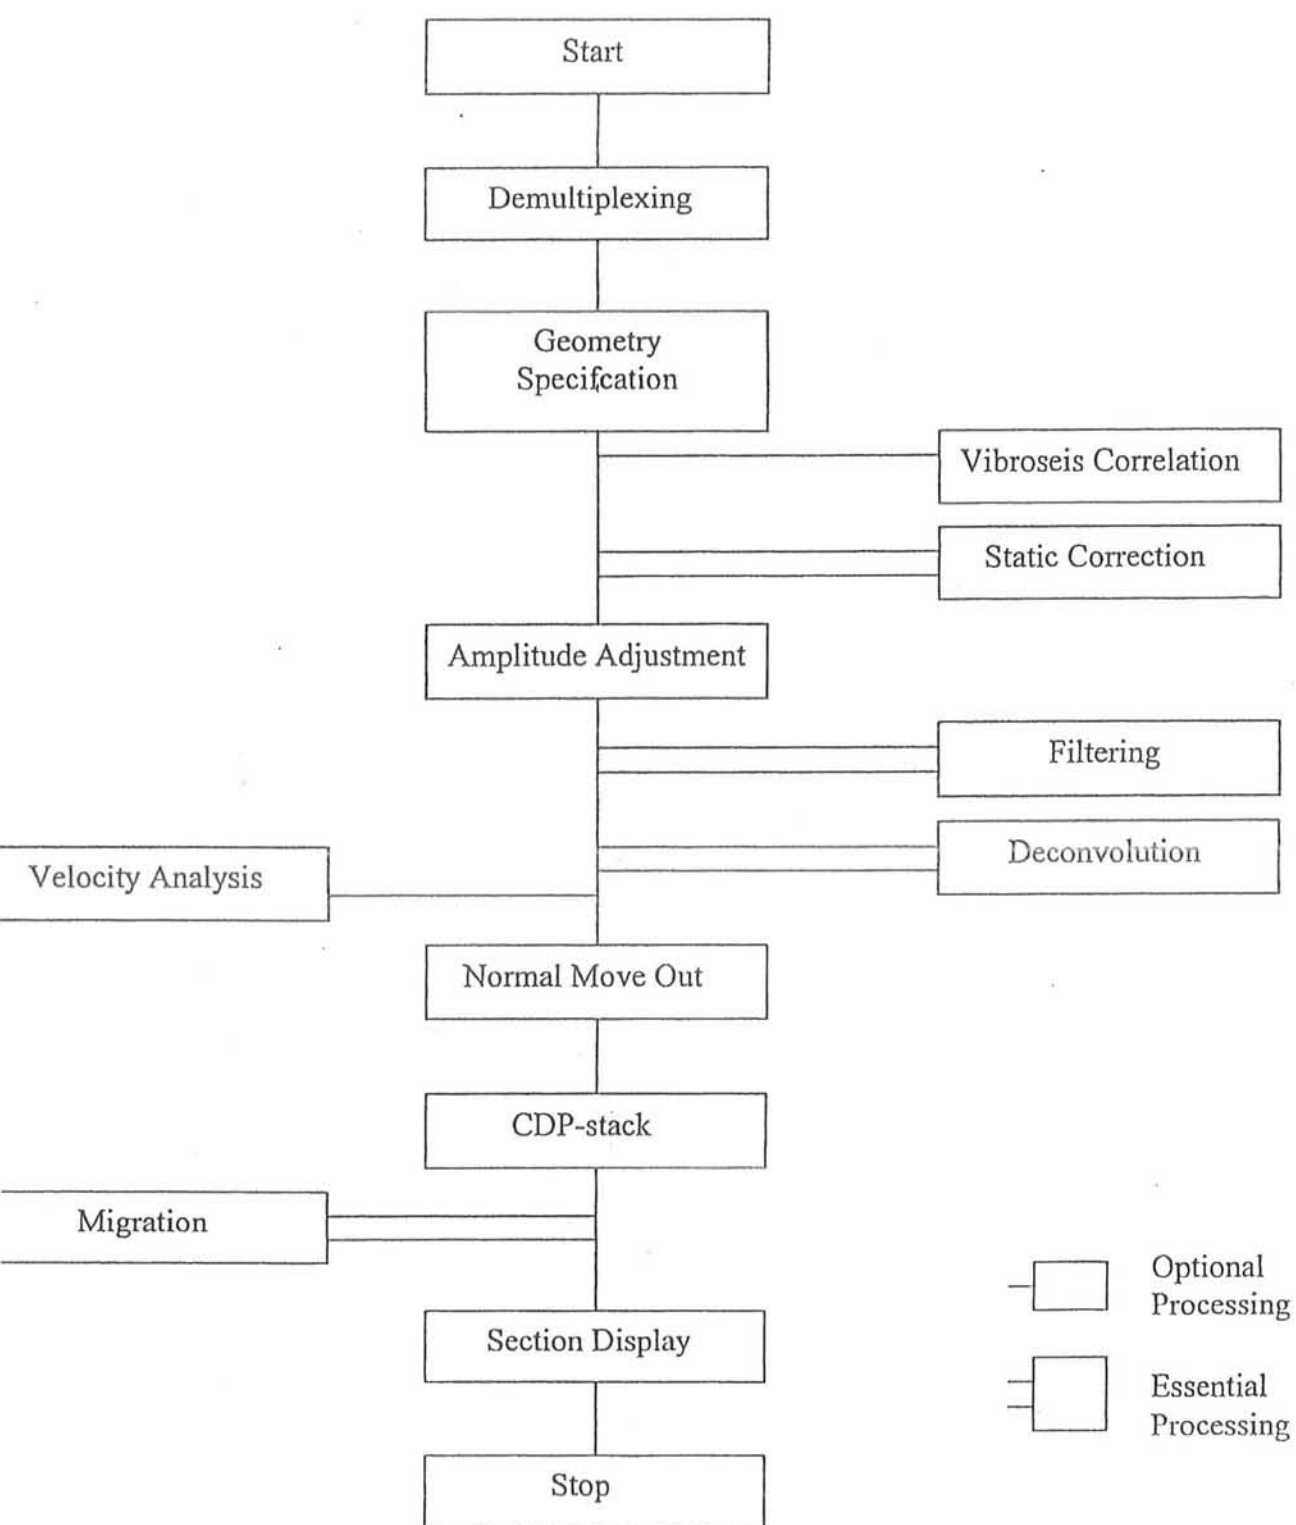 Start
Demultiplexing
Geometry
Specifcation
Vibroseis Correlation
Static Correction
Amplitude Adjustment
Filtering
Deconvolution
Velocity Analysis
Normal Move Out
CDP-stack
Migration
Optional
Processing
Section Display
Essential
Processing
Stop